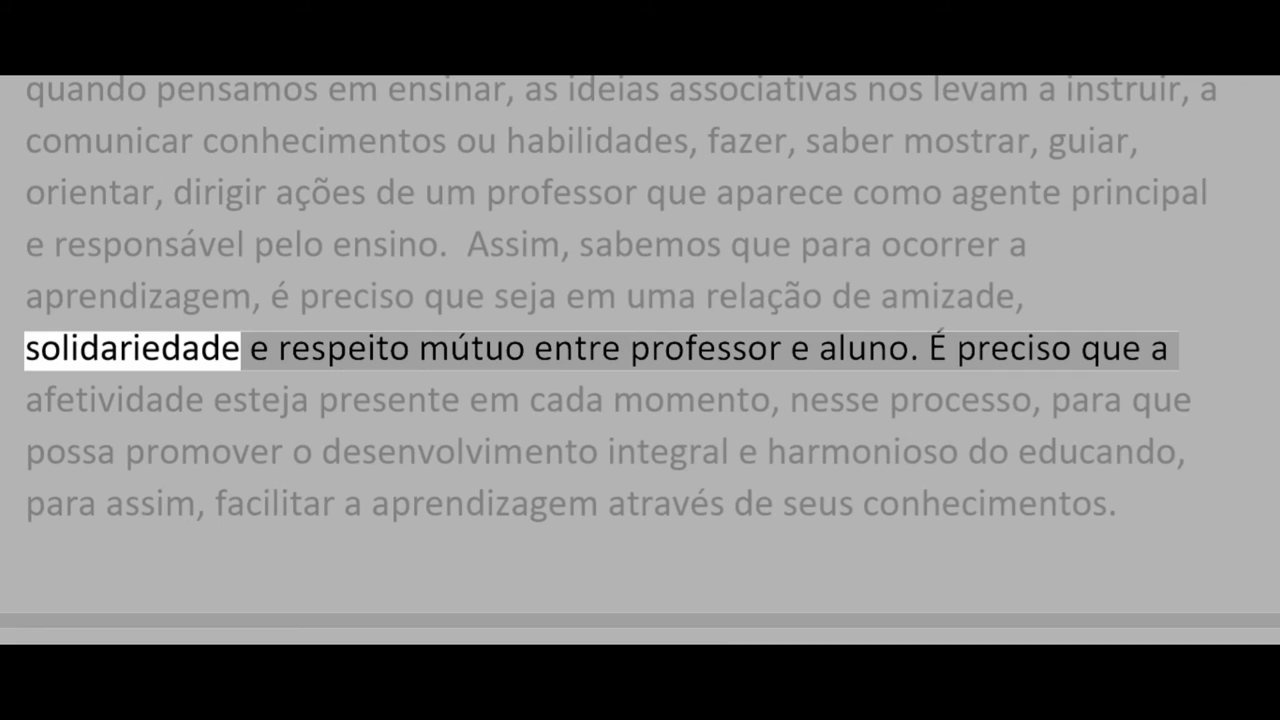 quando pensamos em ensinar, as ideias associativas nos levam a instruir, a
comunicar conhecimentos ou habilidades, fazer, saber mostrar, guiar,
orientar, dirigir ações de um professor que aparece como agente principal
e responsável pelo ensino.  Assim, sabemos que para ocorrer a
aprendizagem, é preciso que seja em uma relação de amizade,
solidariedade e respeito mútuo entre professor e aluno. É preciso que a
afetividade esteja presente em cada momento, nesse processo, para que
possa promover o desenvolvimento integral e harmonioso do educando,
para assim, facilitar a aprendizagem através de seus conhecimentos.